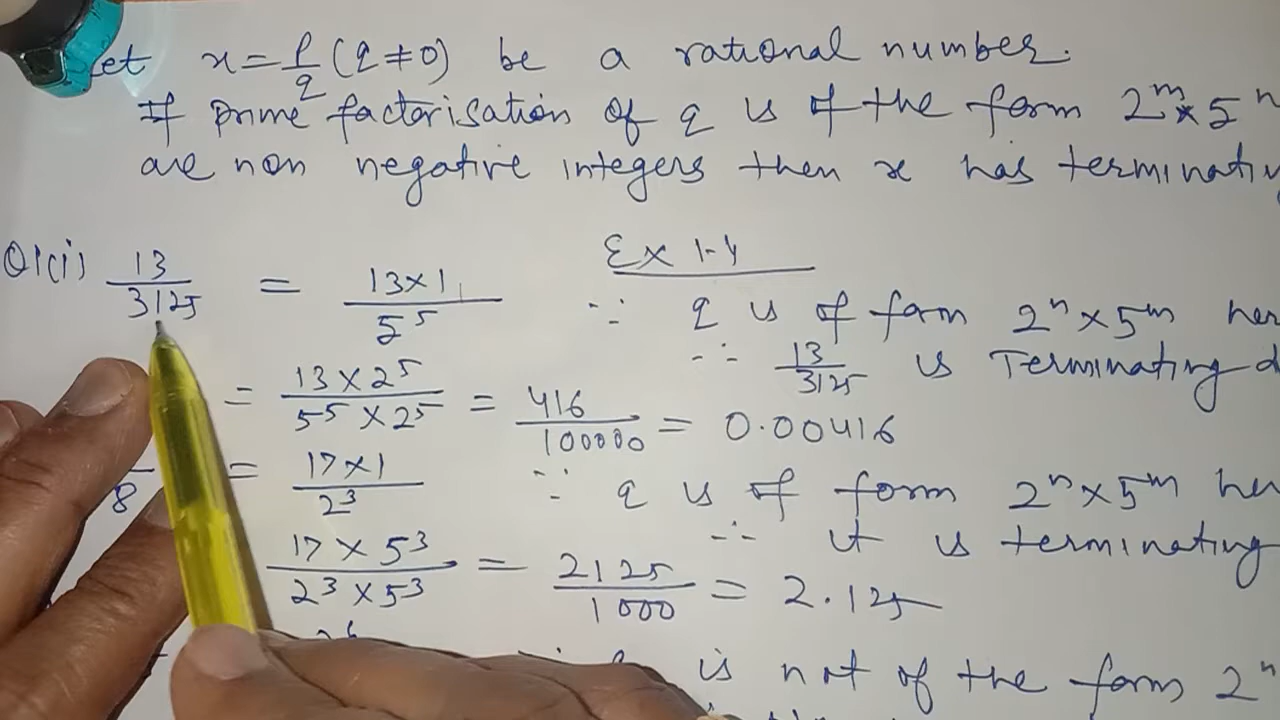 et x = p/q (q ≠ 0) be a rational number.
If prime factorisation of q is of the form 2^m × 5^n
are non negative integers then x has terminatin
Ex 1.4
Q1(i) 13/3125 = 13×1/5^5 ∵ q is of form 2^n × 5^m her
∴ 13/3125 is Terminating d
= 13×2^5/5^5×2^5 = 416/100000 = 0.00416
8 = 17×1/2^3 ∵ q is of form 2^n × 5^m he
∴ it is terminating
17 × 5^3/2^3 × 5^3 = 2125/1000 = 2.125
is not of the form 2^n